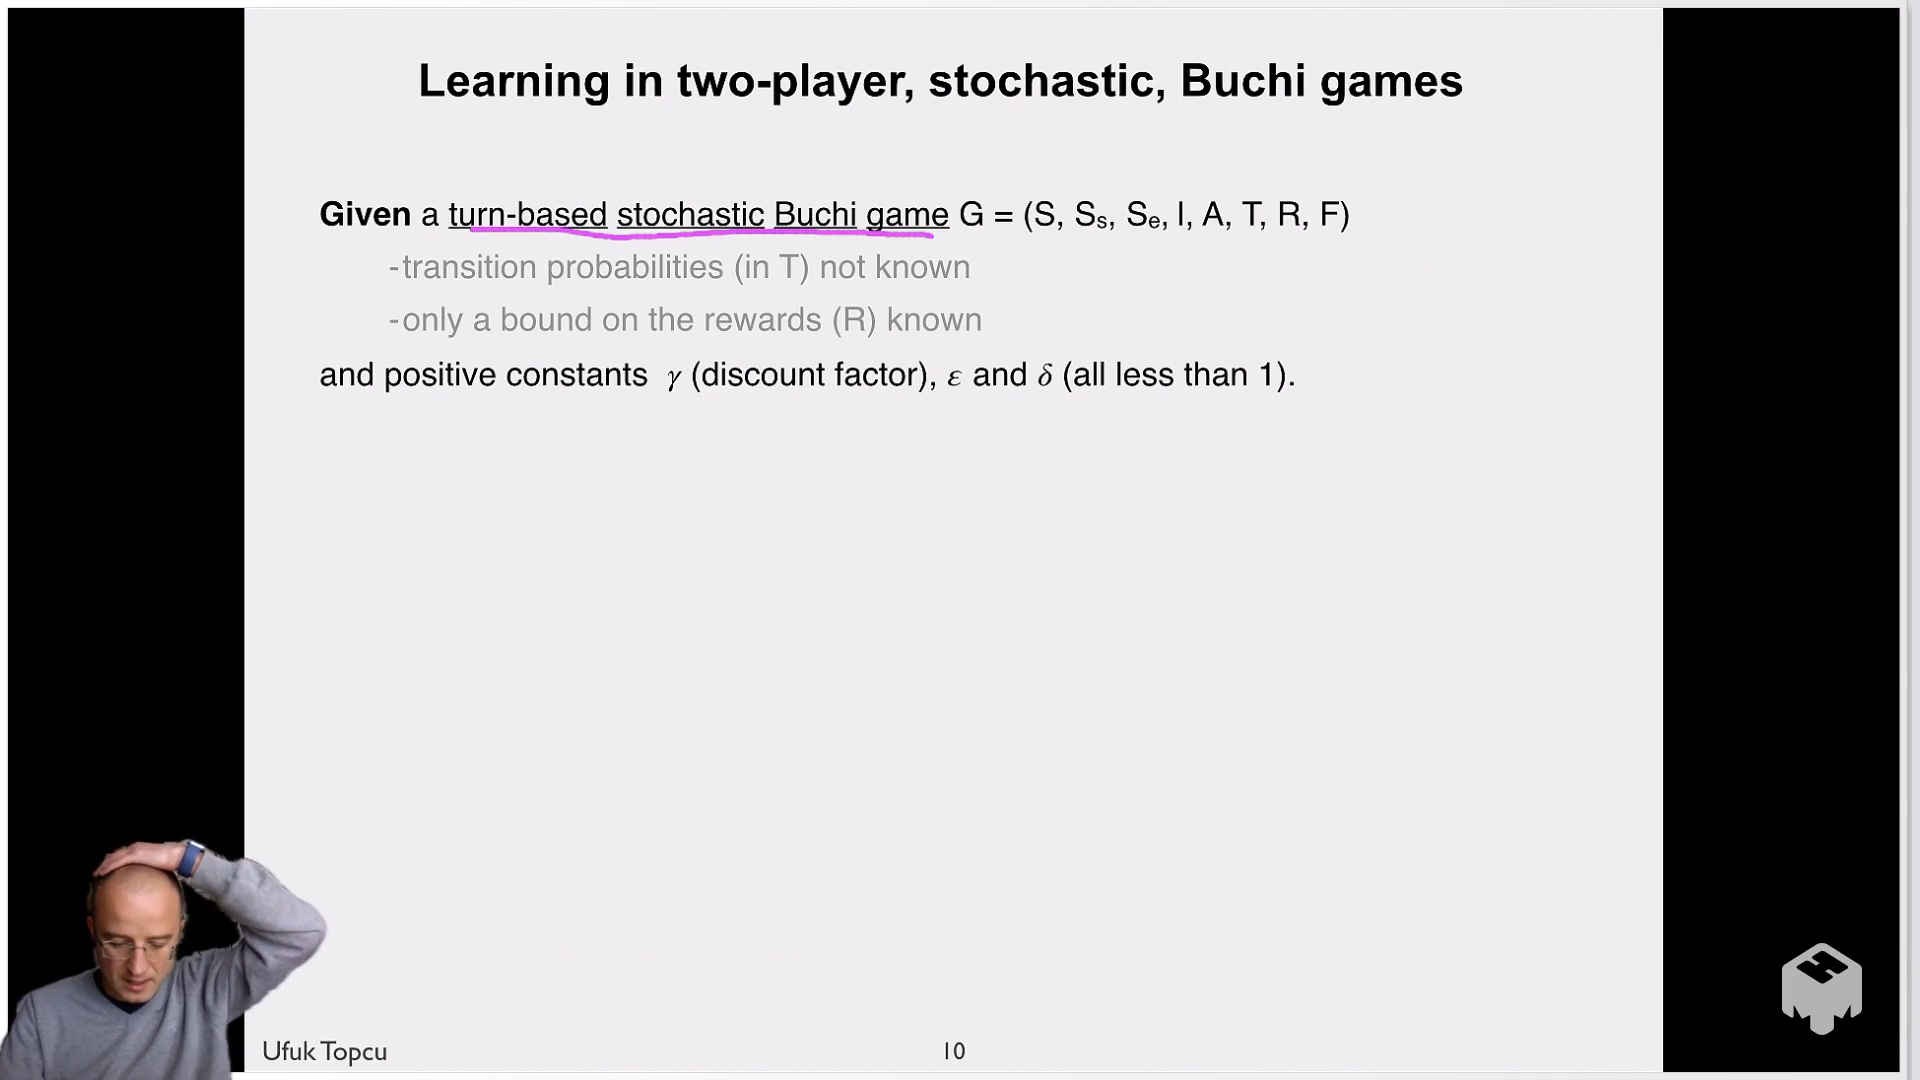 Learning in two-player, stochastic, Buchi games
Given a turn-based stochastic Buchi game G = (S, Sₛ, Sₑ, I, A, T, R, F)
-transition probabilities (in T) not known
-only a bound on the rewards (R) known
and positive constants γ (discount factor), ε and δ (all less than 1).
Ufuk Topcu
10